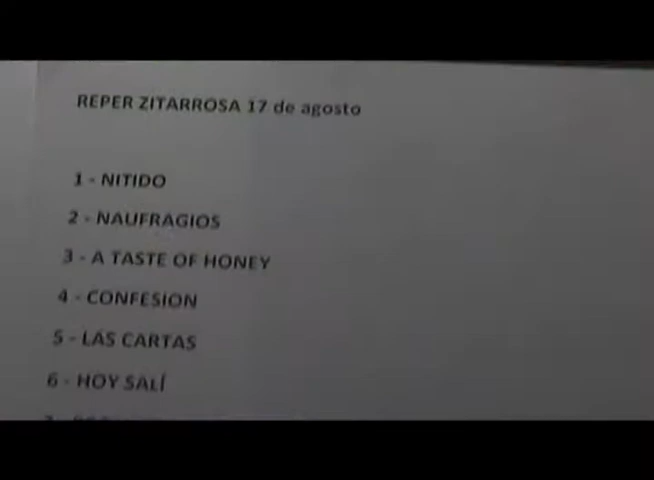 REPER ZITARROSA 17 de agosto
1 - NITIDO
2 - NAUFRAGIOS
3 - A TASTE OF HONEY
4 - CONFESION
5 - LAS CARTAS
6 - HOY SALÍ